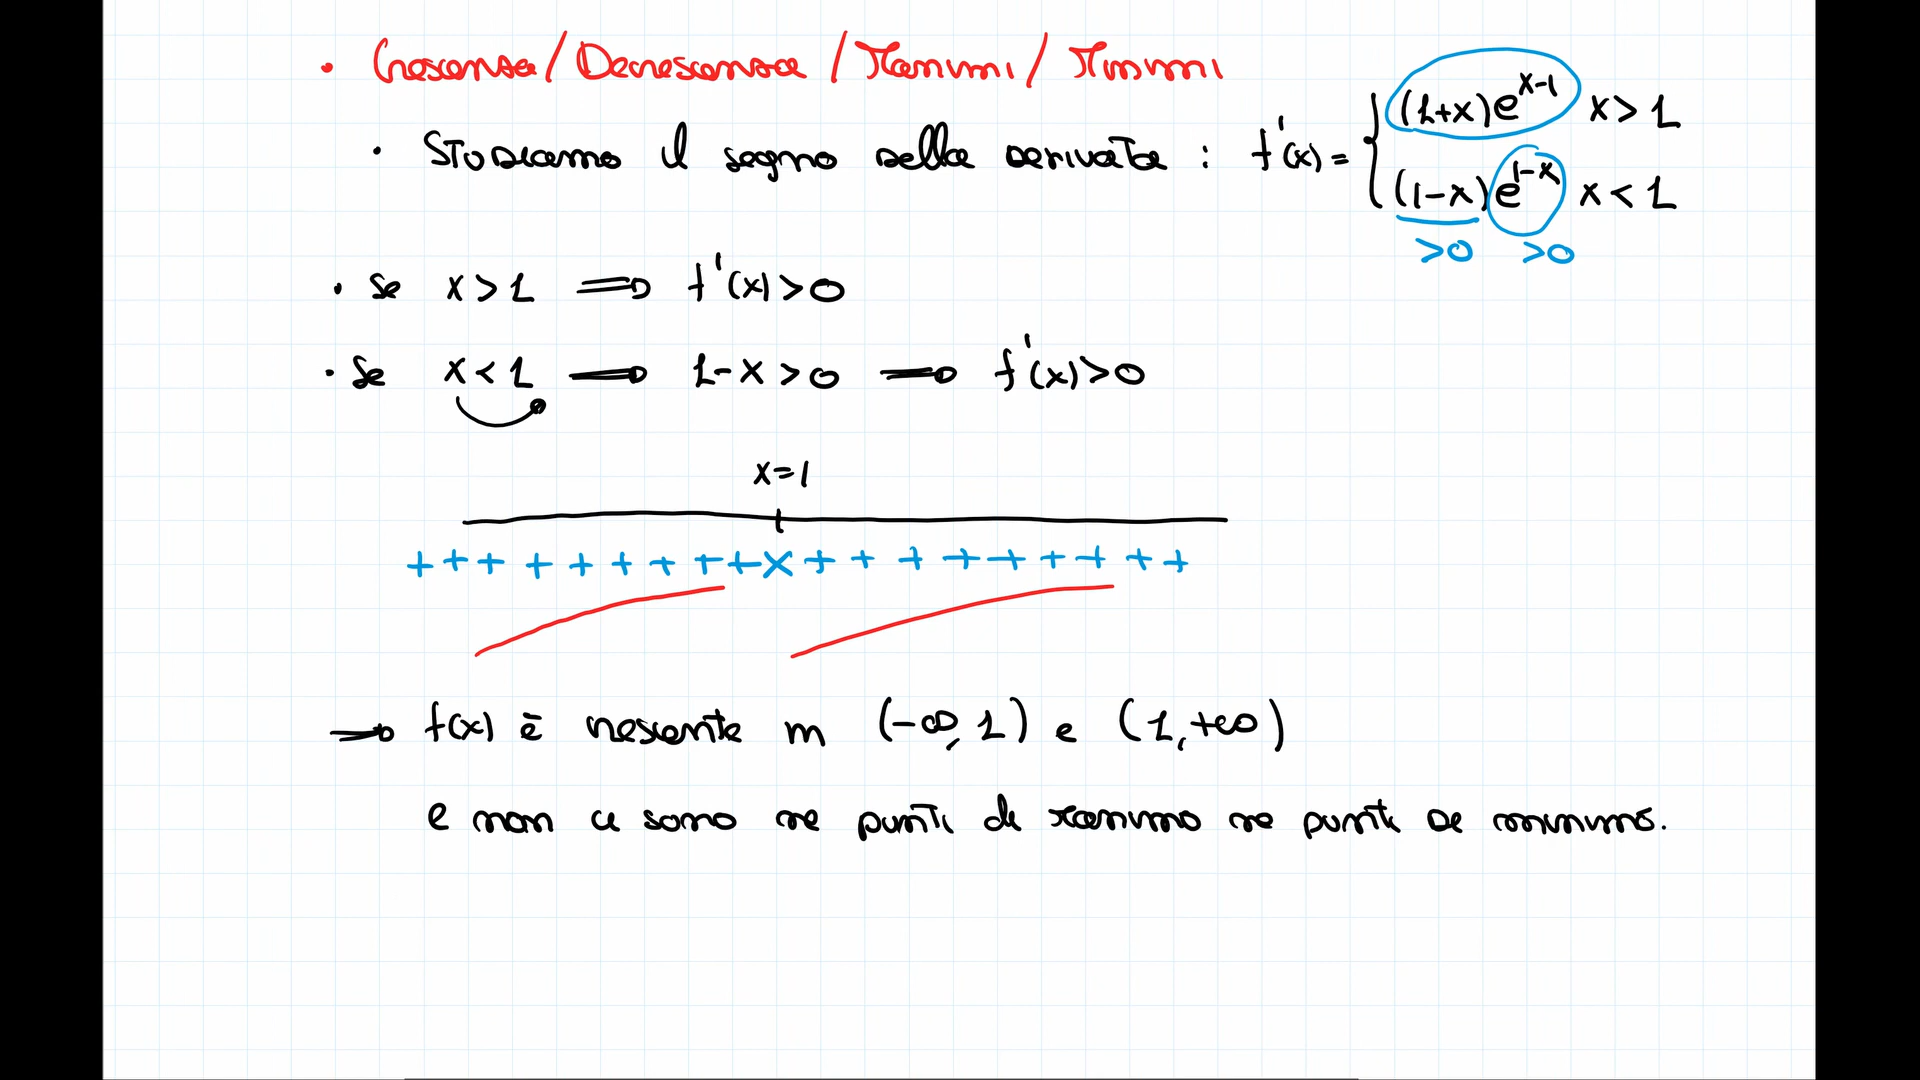 • Crescenza/Decrescenza/Massimi/Minimi
• Studiamo il segno della derivata : f'(x) = { (1+x)e^{x-1} x>1
(1-x)e^{1-x} x<1
>0 >0
• se x>1 ⟹ f'(x)>0
• Se x<1 ⟹ 1-x>0 ⟹ f'(x)>0
x=1
+ + + + + + + + + x + + + + + + + + +
⟹ f(x) è crescente in (-∞,1) e (1,+∞)
e non ci sono ne punti di massimo ne punti di minimo.